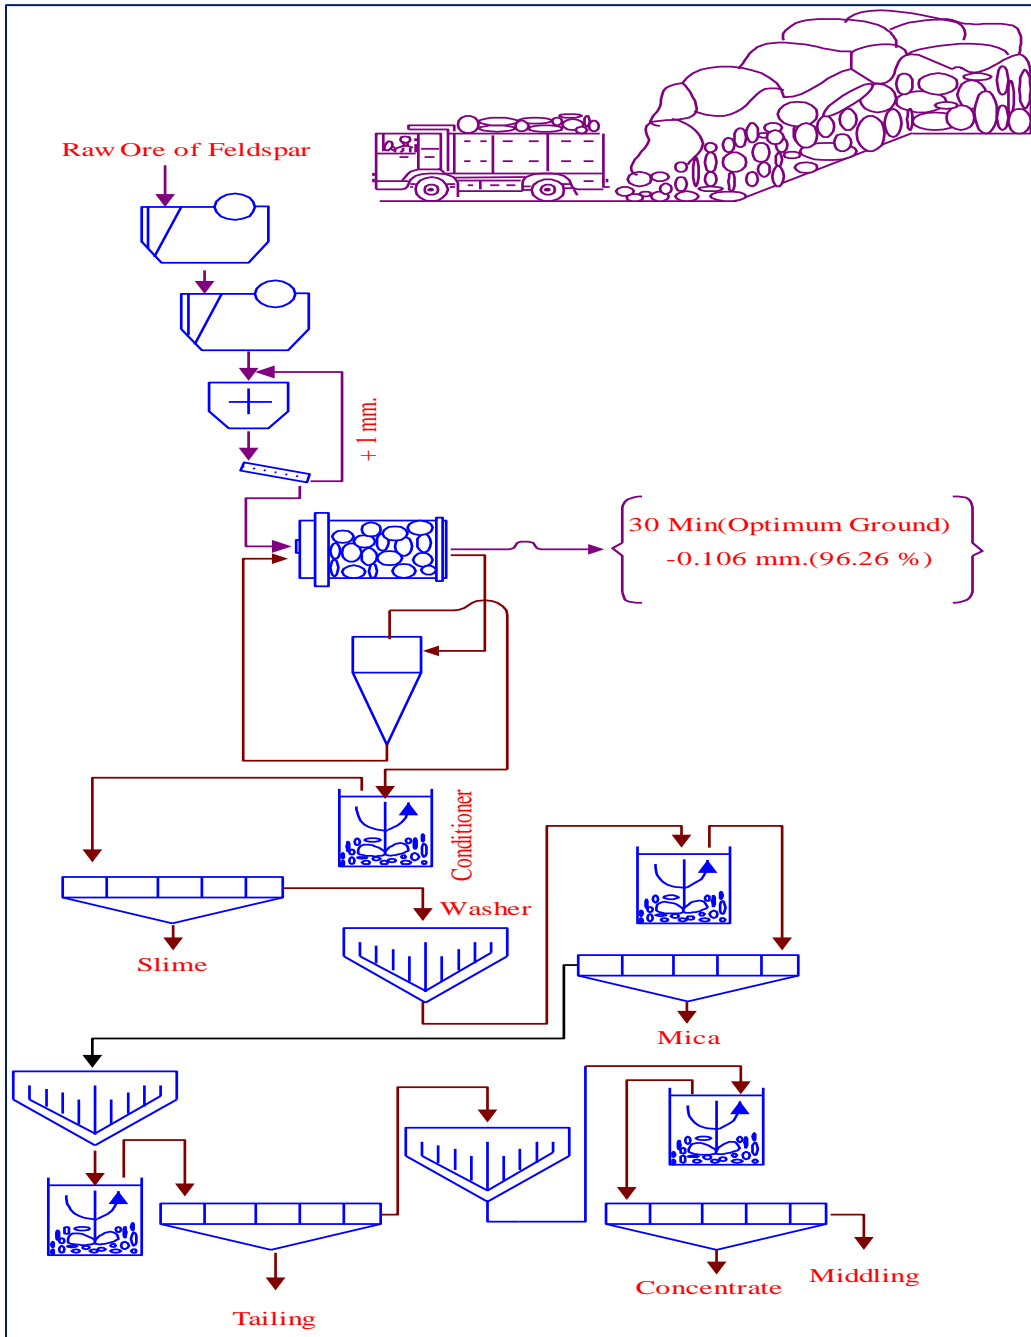 Raw Ore of Feldspar
+ 1 mm.
30 Min(Optimum Ground)
-0.106 mm.(96.26 %)
Conditioner
Washer
Slime
Mica
Concentrate
Middling
Tailing